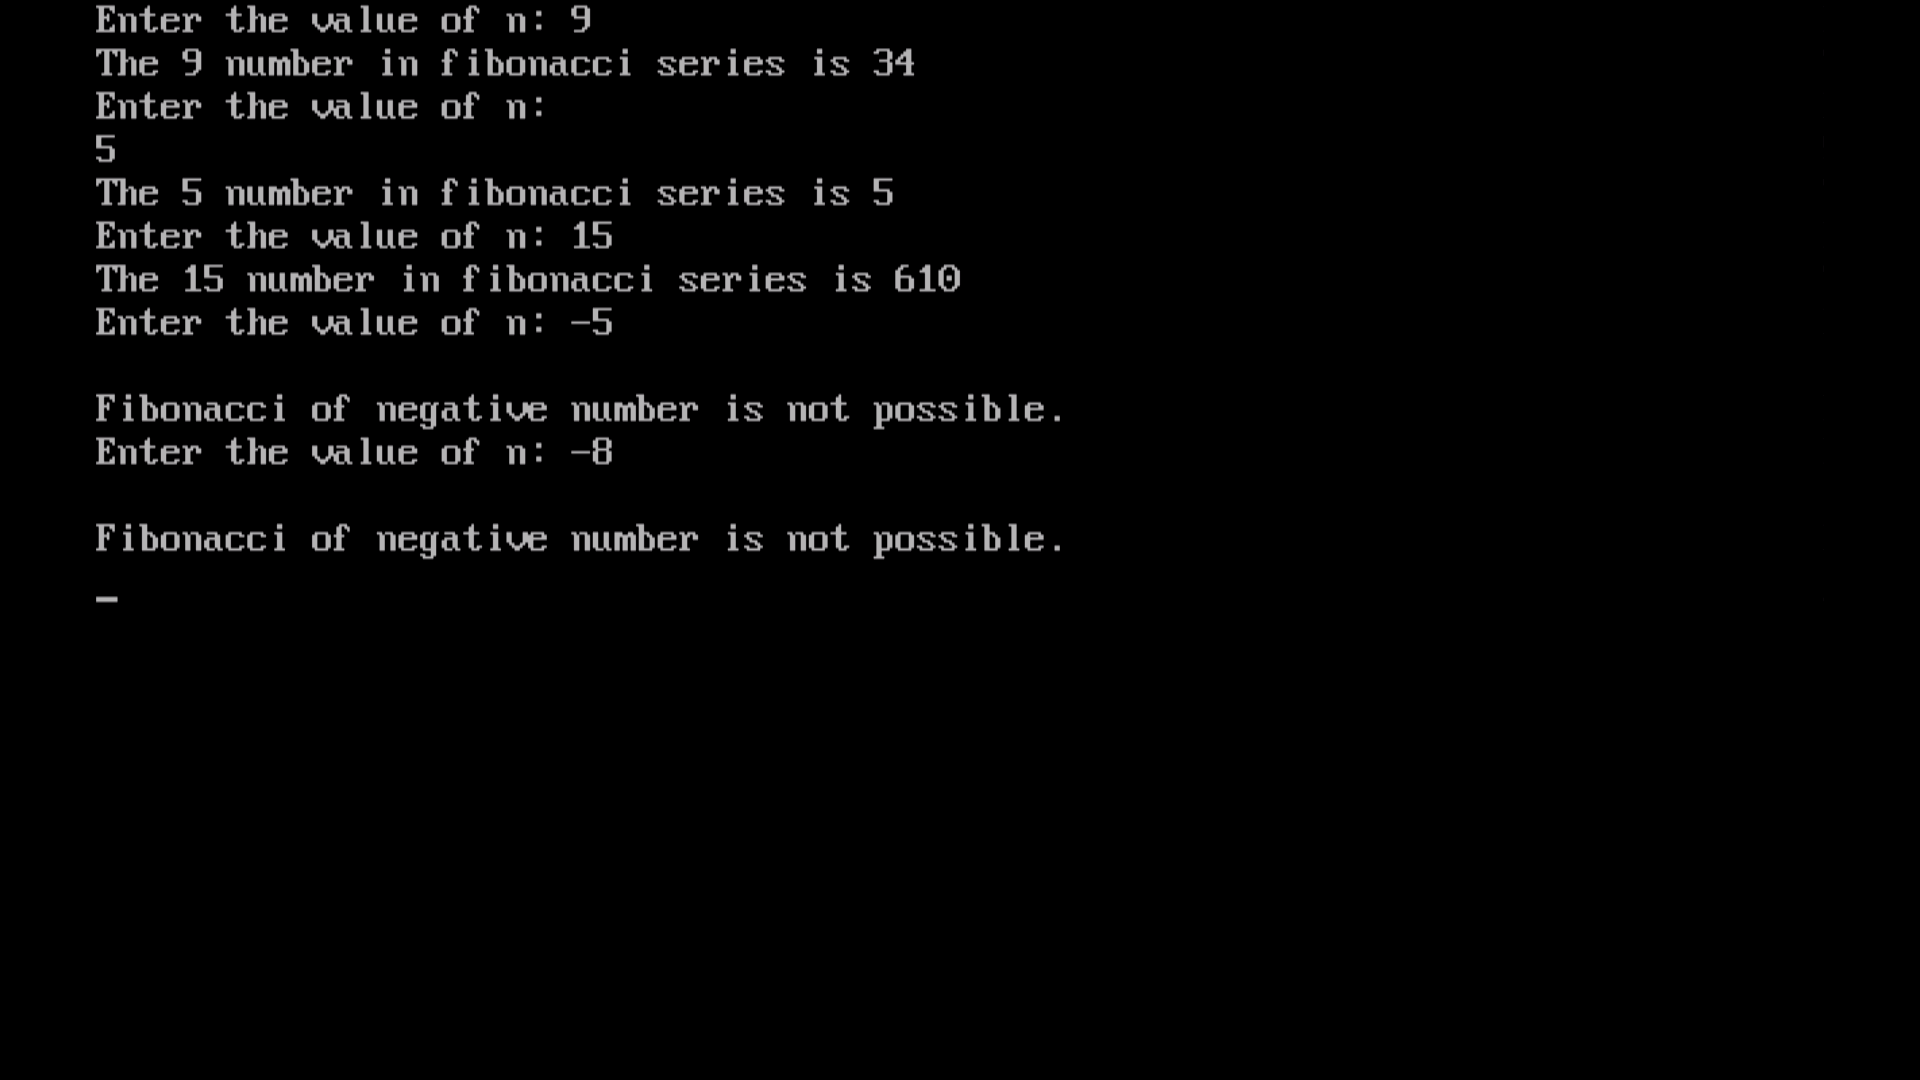 Enter the value of n: 9
The 9 number in fibonacci series is 34
Enter the value of n:
5
The 5 number in fibonacci series is 5
Enter the value of n: 15
The 15 number in fibonacci series is 610
Enter the value of n: -5
Fibonacci of negative number is not possible.
Enter the value of n: -8
Fibonacci of negative number is not possible.
_